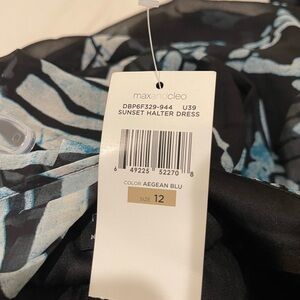 maxandcleo
DBP6F329-944 U39
SUNSET HALTER DRESS
6 49225 52270 8
COLOR AEGEAN BLU
SIZE 12